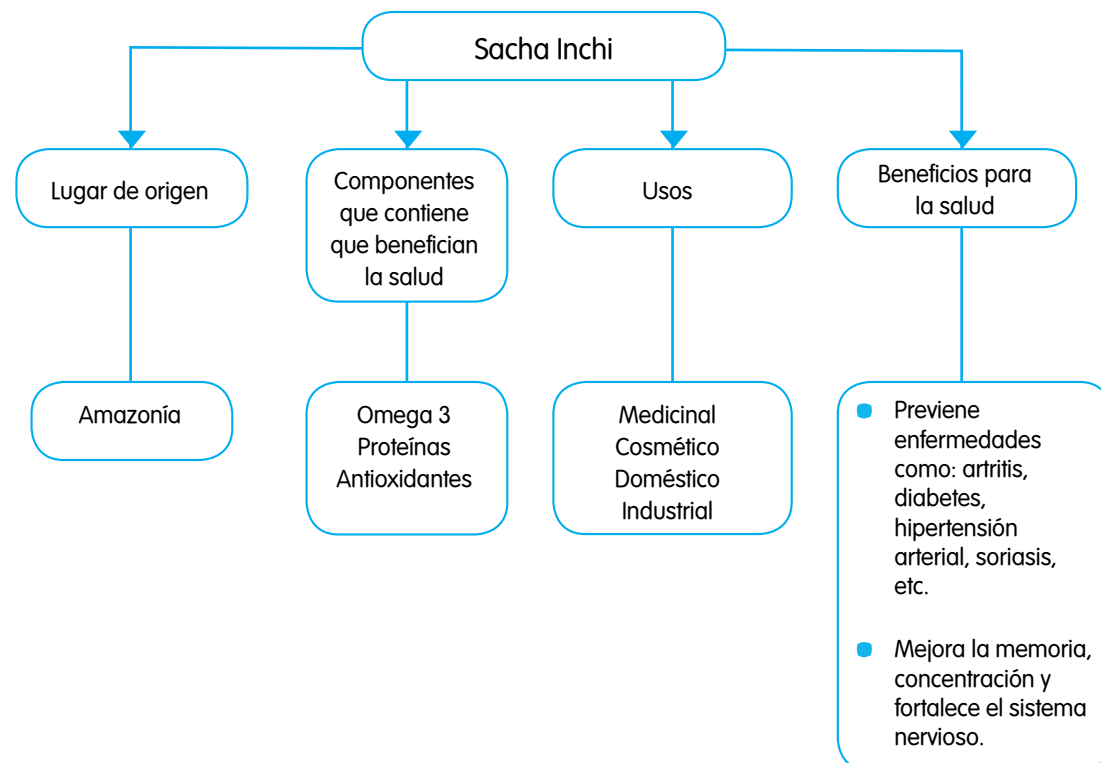 Sacha Inchi
Lugar de origen
Componentes
que contiene
que benefician
la salud
Usos
Beneficios para
la salud
Amazonía
Omega 3
Proteínas
Antioxidantes
Medicinal
Cosmético
Doméstico
Industrial
Previene
enfermedades
como: artritis,
diabetes,
hipertensión
arterial, soriasis,
etc.
Mejora la memoria,
concentración y
fortalece el sistema
nervioso.